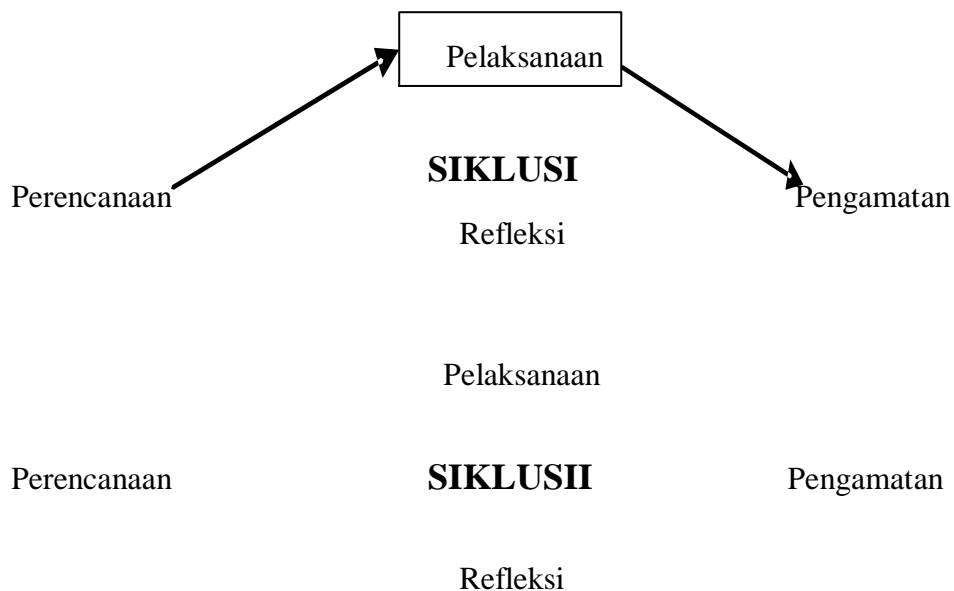 Pelaksanaan
SIKLUSI
Perencanaan
Pengamatan
Refleksi
Pelaksanaan
Perencanaan
SIKLUSII
Pengamatan
Refleksi